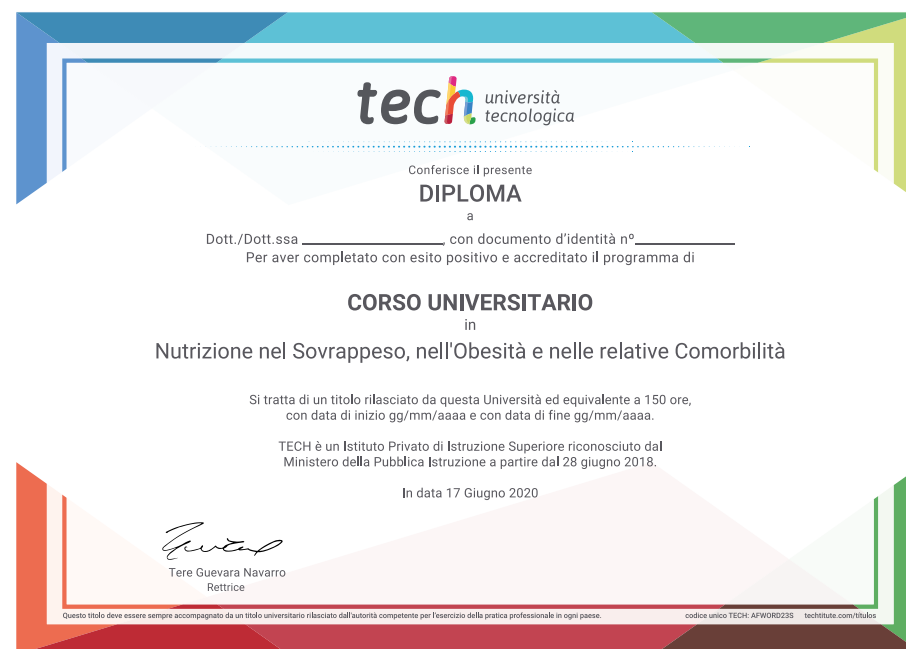 tech università
tecnologica
Conferisce il presente
DIPLOMA
a
Dott./Dott.ssa ____________________, con documento d'identità nº______________
Per aver completato con esito positivo e accreditato il programma di
CORSO UNIVERSITARIO
in
Nutrizione nel Sovrappeso, nell'Obesità e nelle relative Comorbilità
Si tratta di un titolo rilasciato da questa Università ed equivalente a 150 ore,
con data di inizio gg/mm/aaaa e con data di fine gg/mm/aaaa.
TECH è un Istituto Privato di Istruzione Superiore riconosciuto dal
Ministero della Pubblica Istruzione a partire dal 28 giugno 2018.
In data 17 Giugno 2020
Tere Guevara Navarro
Rettrice
Questo titolo deve essere sempre accompagnato da un titolo universitario rilasciato dall'autorità competente per l'esercizio della pratica professionale in ogni paese. codice unico TECH: AFWORD23S techtitute.com/titulos